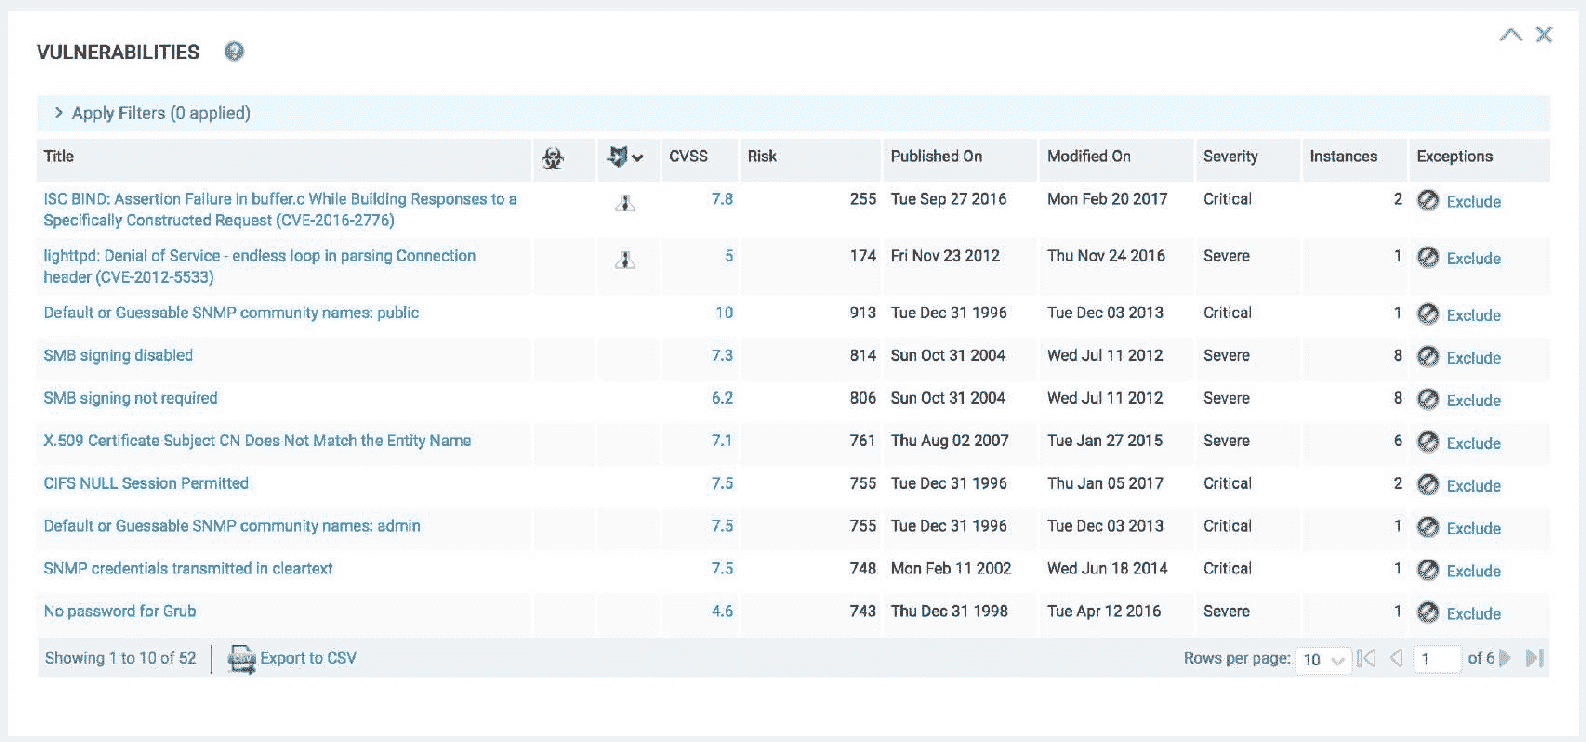 VULNERABILITIES
> Apply Filters (0 applied)
Title CVSS Risk Published On Modified On Severity Instances Exceptions
ISC BIND: Assertion Failure in buffer.c While Building Responses to a 7.8 255 Tue Sep 27 2016 Mon Feb 20 2017 Critical 2 Exclude
Specifically Constructed Request (CVE-2016-2776)
lighttpd: Denial of Service - endless loop in parsing Connection 5 174 Fri Nov 23 2012 Thu Nov 24 2016 Severe 1 Exclude
header (CVE-2012-5533)
Default or Guessable SNMP community names: public 10 913 Tue Dec 31 1996 Tue Dec 03 2013 Critical 1 Exclude
SMB signing disabled 7.3 814 Sun Oct 31 2004 Wed Jul 11 2012 Severe 8 Exclude
SMB signing not required 6.2 806 Sun Oct 31 2004 Wed Jul 11 2012 Severe 8 Exclude
X.509 Certificate Subject CN Does Not Match the Entity Name 7.1 761 Thu Aug 02 2007 Tue Jan 27 2015 Severe 6 Exclude
CIFS NULL Session Permitted 7.5 755 Tue Dec 31 1996 Thu Jan 05 2017 Critical 2 Exclude
Default or Guessable SNMP community names: admin 7.5 755 Tue Dec 31 1996 Tue Dec 03 2013 Critical 1 Exclude
SNMP credentials transmitted in cleartext 7.5 748 Mon Feb 11 2002 Wed Jun 18 2014 Critical 1 Exclude
No password for Grub 4.6 743 Thu Dec 31 1998 Tue Apr 12 2016 Severe 1 Exclude
Showing 1 to 10 of 52 Export to CSV Rows per page: 10 1 of 6